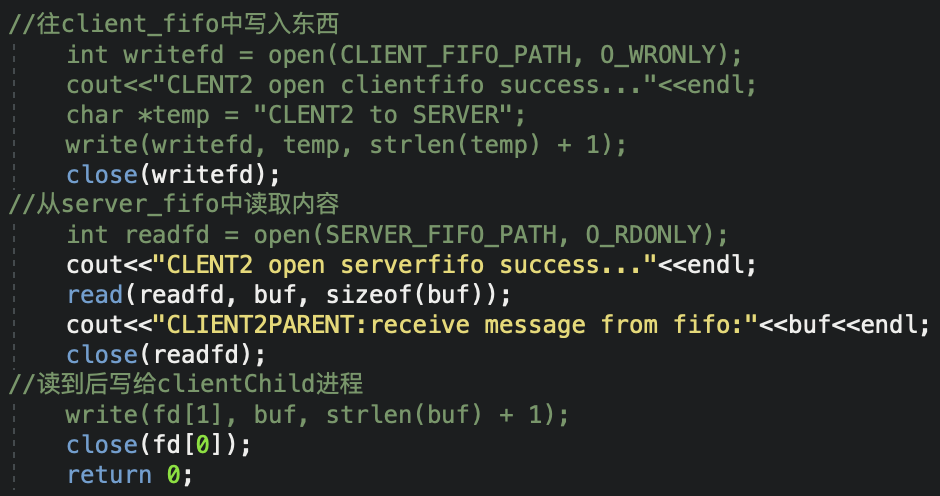 //往client_fifo中写入东西
int writefd = open(CLIENT_FIFO_PATH, O_WRONLY);
cout<<"CLENT2 open clientfifo success..."<<endl;
char *temp = "CLENT2 to SERVER";
write(writefd, temp, strlen(temp) + 1);
close(writefd);
//从server_fifo中读取内容
int readfd = open(SERVER_FIFO_PATH, O_RDONLY);
cout<<"CLENT2 open serverfifo success..."<<endl;
read(readfd, buf, sizeof(buf));
cout<<"CLIENT2PARENT:receive message from fifo:"<<buf<<endl;
close(readfd);
//读到后写给clientChild进程
write(fd[1], buf, strlen(buf) + 1);
close(fd[0]);
return 0;